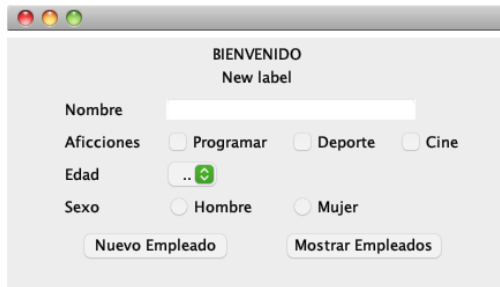 BIENVENIDO
New label
Nombre
Aficciones Programar Deporte Cine
Edad ..
Sexo Hombre Mujer
Nuevo Empleado Mostrar Empleados